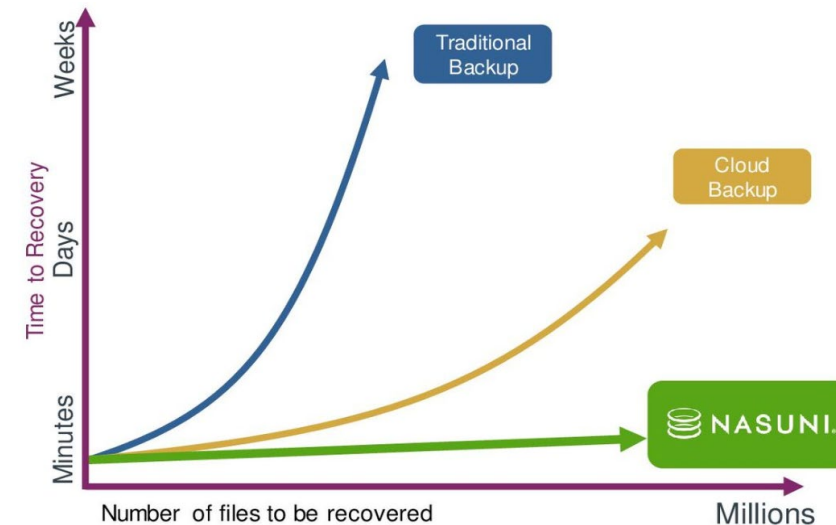 Traditional
Backup
Cloud
Backup
NASUNI.
Weeks
Days
Minutes
Time to Recovery
Number of files to be recovered
Millions